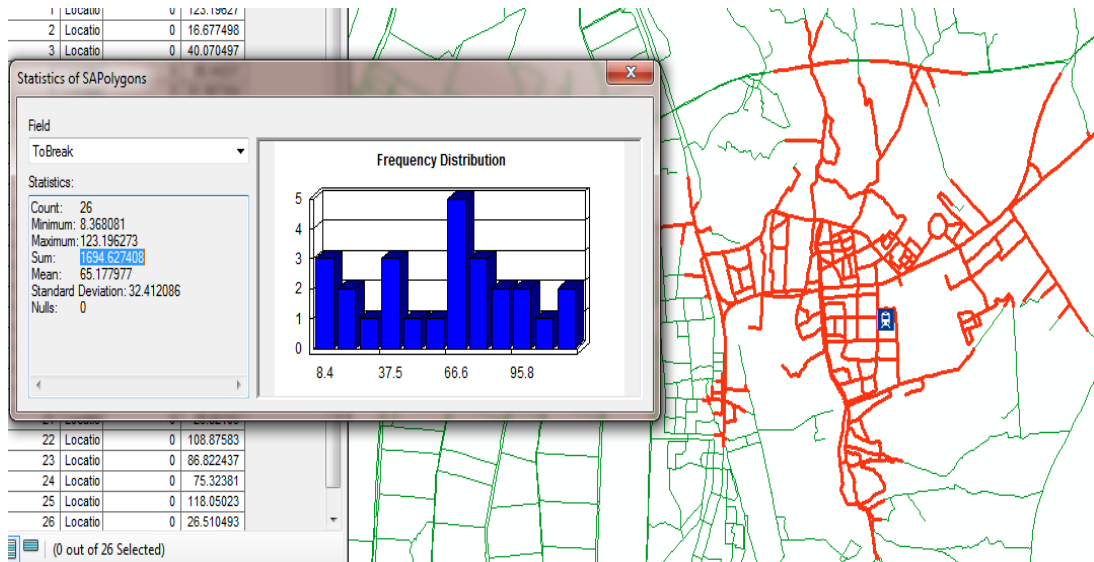 1 Locatio 0 123.19627
2 Locatio 0 16.677498
3 Locatio 0 40.070497
Statistics of SAPolygons
X
Field
ToBreak
Statistics:
Count: 26
Minimum: 8.368081
Maximum: 123.196273
Sum: 1694.627408
Mean: 65.177977
Standard Deviation: 32.412086
Nulls: 0
Frequency Distribution
5
4
3
2
1
0
8.4 37.5 66.6 95.8
22 Locatio 0 108.87583
23 Locatio 0 86.822437
24 Locatio 0 75.32381
25 Locatio 0 118.05023
26 Locatio 0 26.510493
(0 out of 26 Selected)